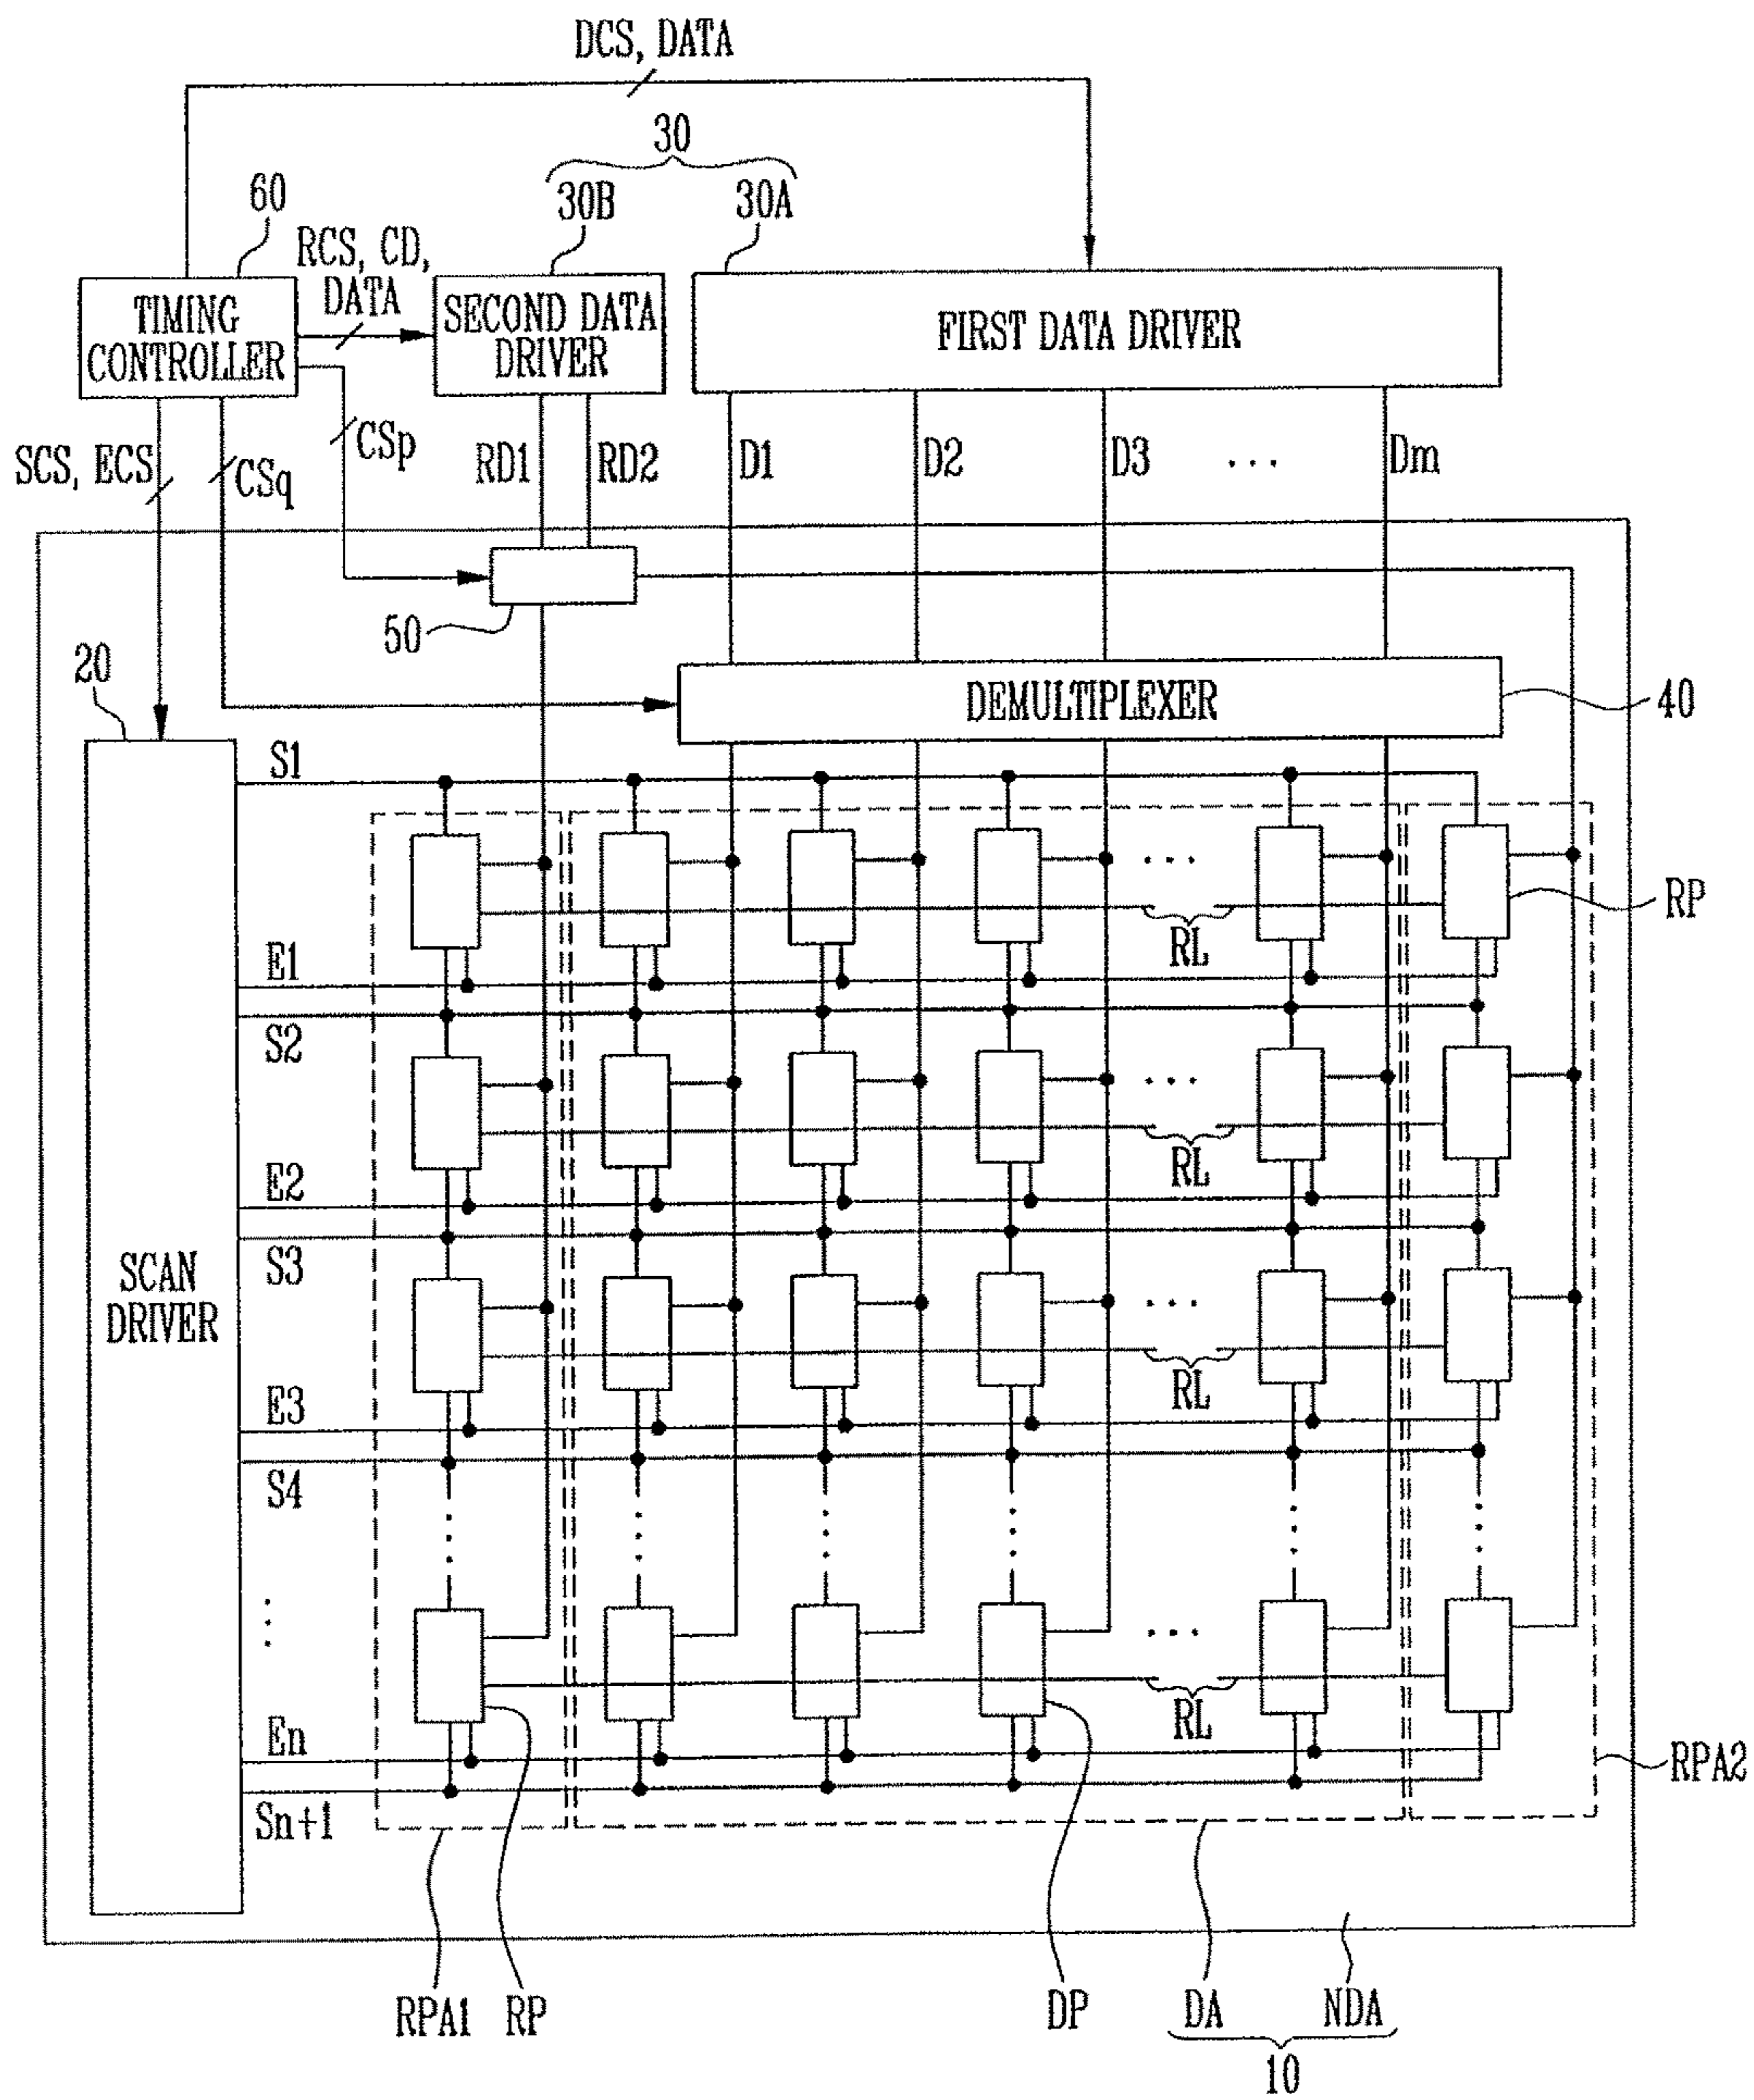 DCS, DATA
30
30B
30A
60
RCS, CD,
DATA
TIMING
CONTROLLER
SECOND DATA
DRIVER
FIRST DATA DRIVER
SCS, ECS
CSq
CSp
RD1
RD2
D1
D2
D3
...
Dm
50
20
DEMULTIPLEXER
40
S1
...
RP
RL
E1
S2
...
RL
E2
S3
SCAN
DRIVER
...
RL
E3
S4
...
RL
En
RPA2
Sn+1
RPA1
RP
DP
DA
NDA
10